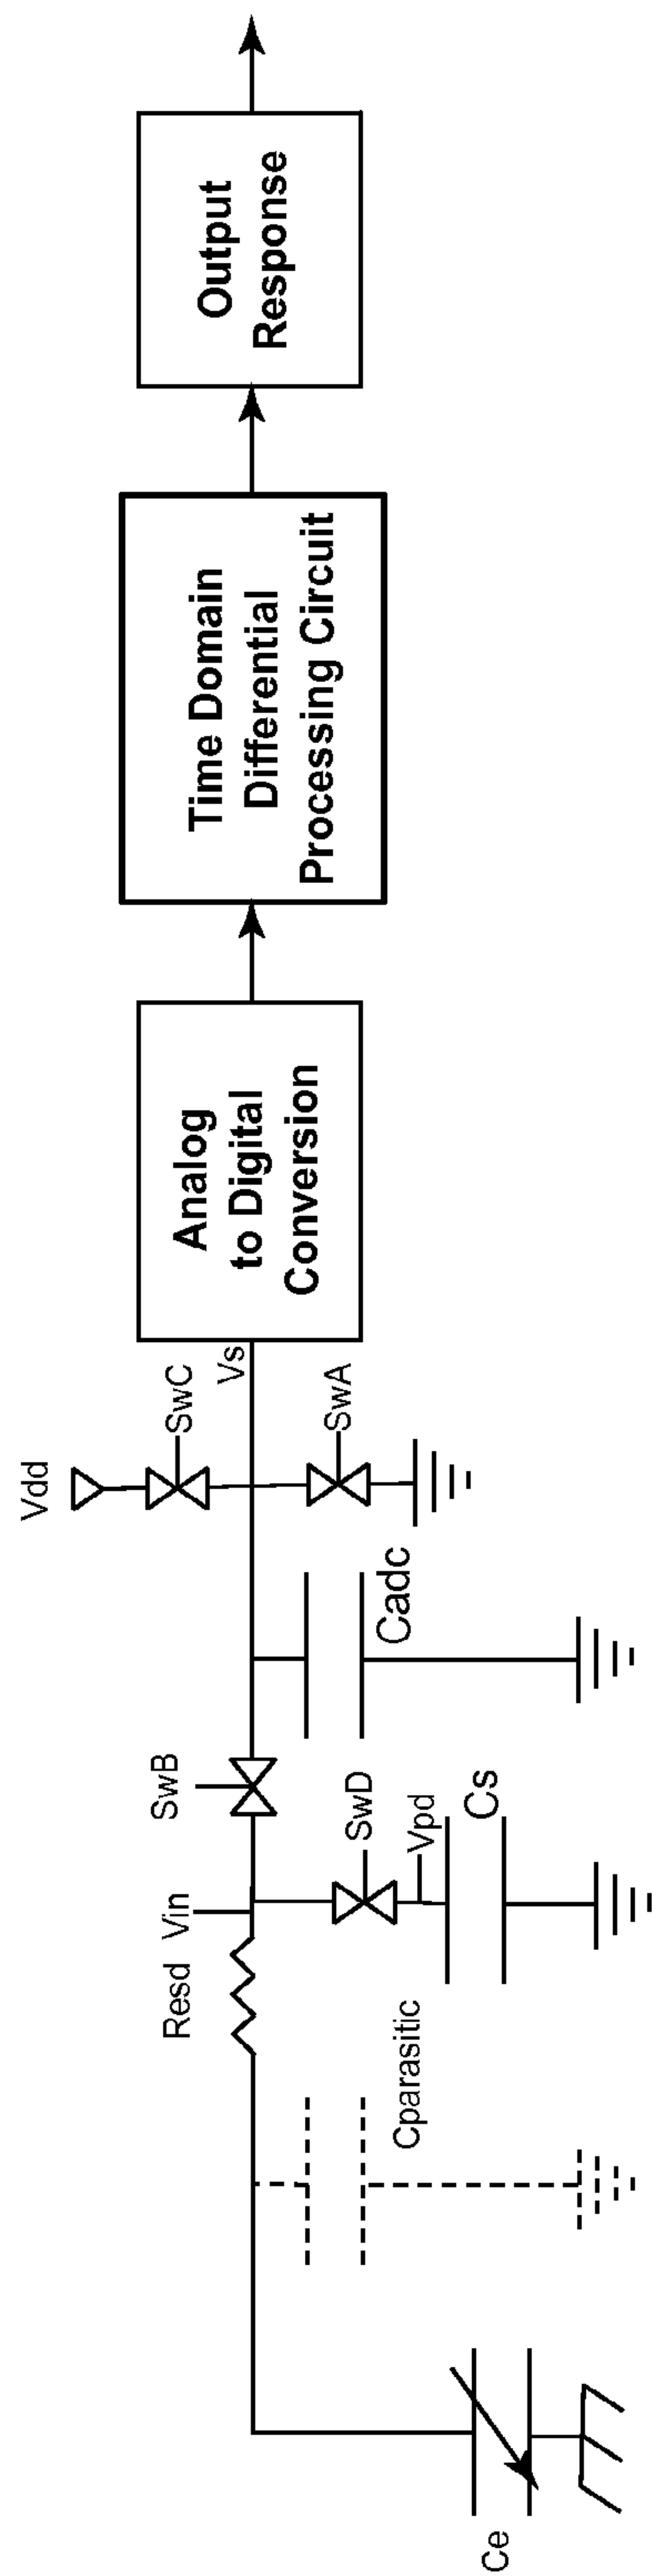 Ce
Cparasitic
Resd
Vin
SwD
Vpd
Cs
SwB
Cadc
Vdd
SwC
SwA
Vs
Analog
to Digital
Conversion
Time Domain
Differential
Processing Circuit
Output
Response